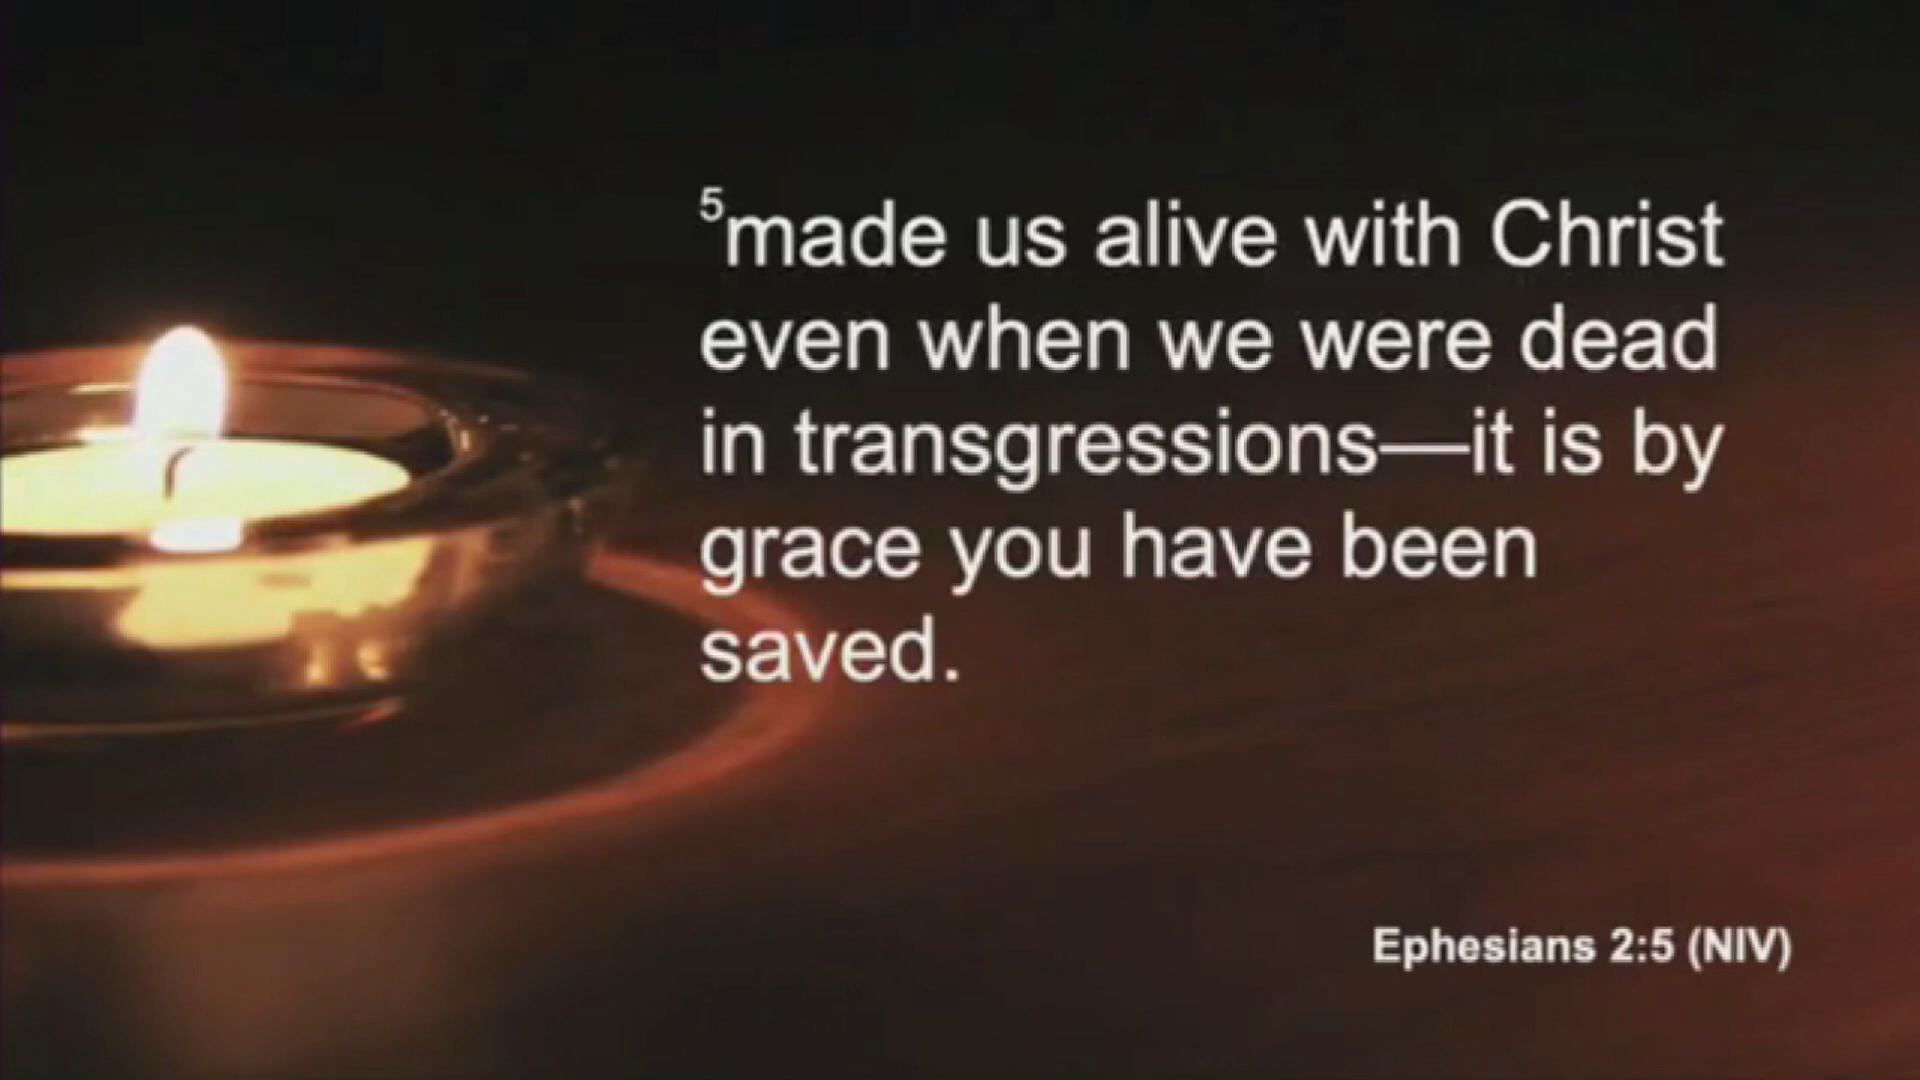 5made us alive with Christ
even when we were dead
in transgressions—it is by
grace you have been
saved.
Ephesians 2:5 (NIV)